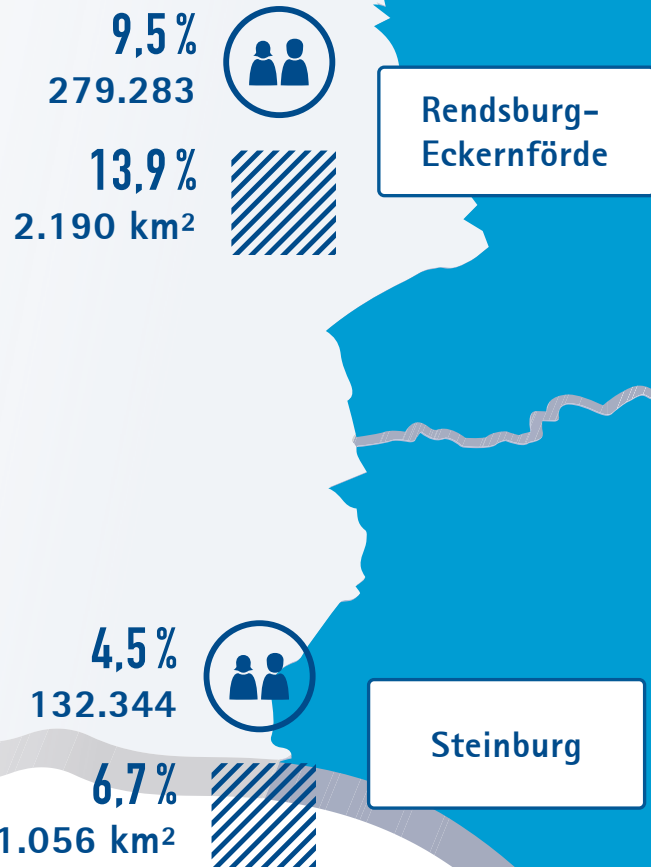 9,5 %
279.283
13,9 %
2.190 km²
Rendsburg-
Eckernförde
4,5 %
132.344
6,7 %
1.056 km²
Steinburg